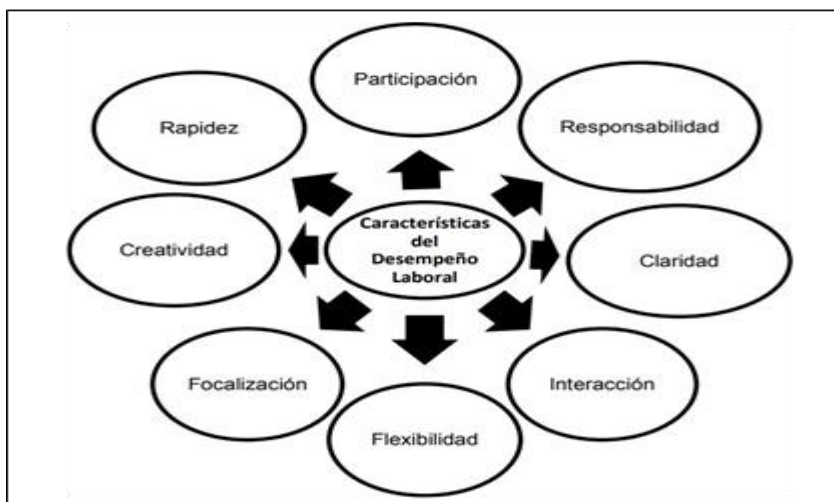 Participación
Rapidez
Responsabilidad
Características
del
Desempeño
Laboral
Creatividad
Claridad
Focalización
Interacción
Flexibilidad